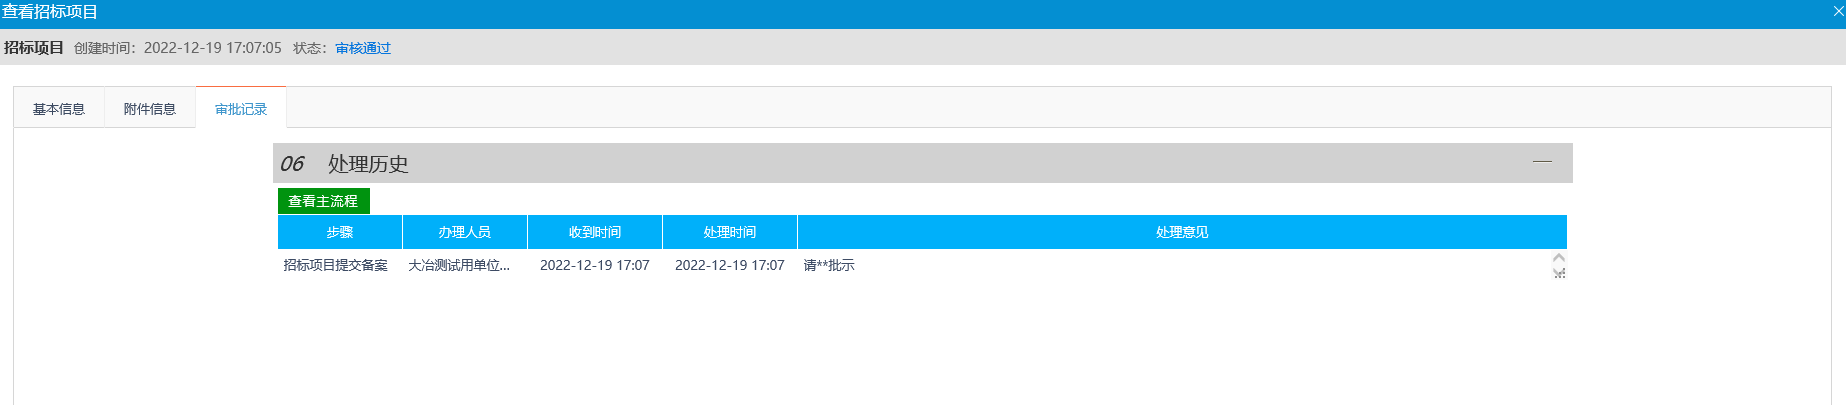 查看招标项目
招标项目 创建时间：2022-12-19 17:07:05 状态：审核通过
基本信息 附件信息 审批记录
06 处理历史
查看主流程
步骤 办理人员 收到时间 处理时间 处理意见
招标项目提交备案 大冶测试用单位... 2022-12-19 17:07 2022-12-19 17:07 请**批示